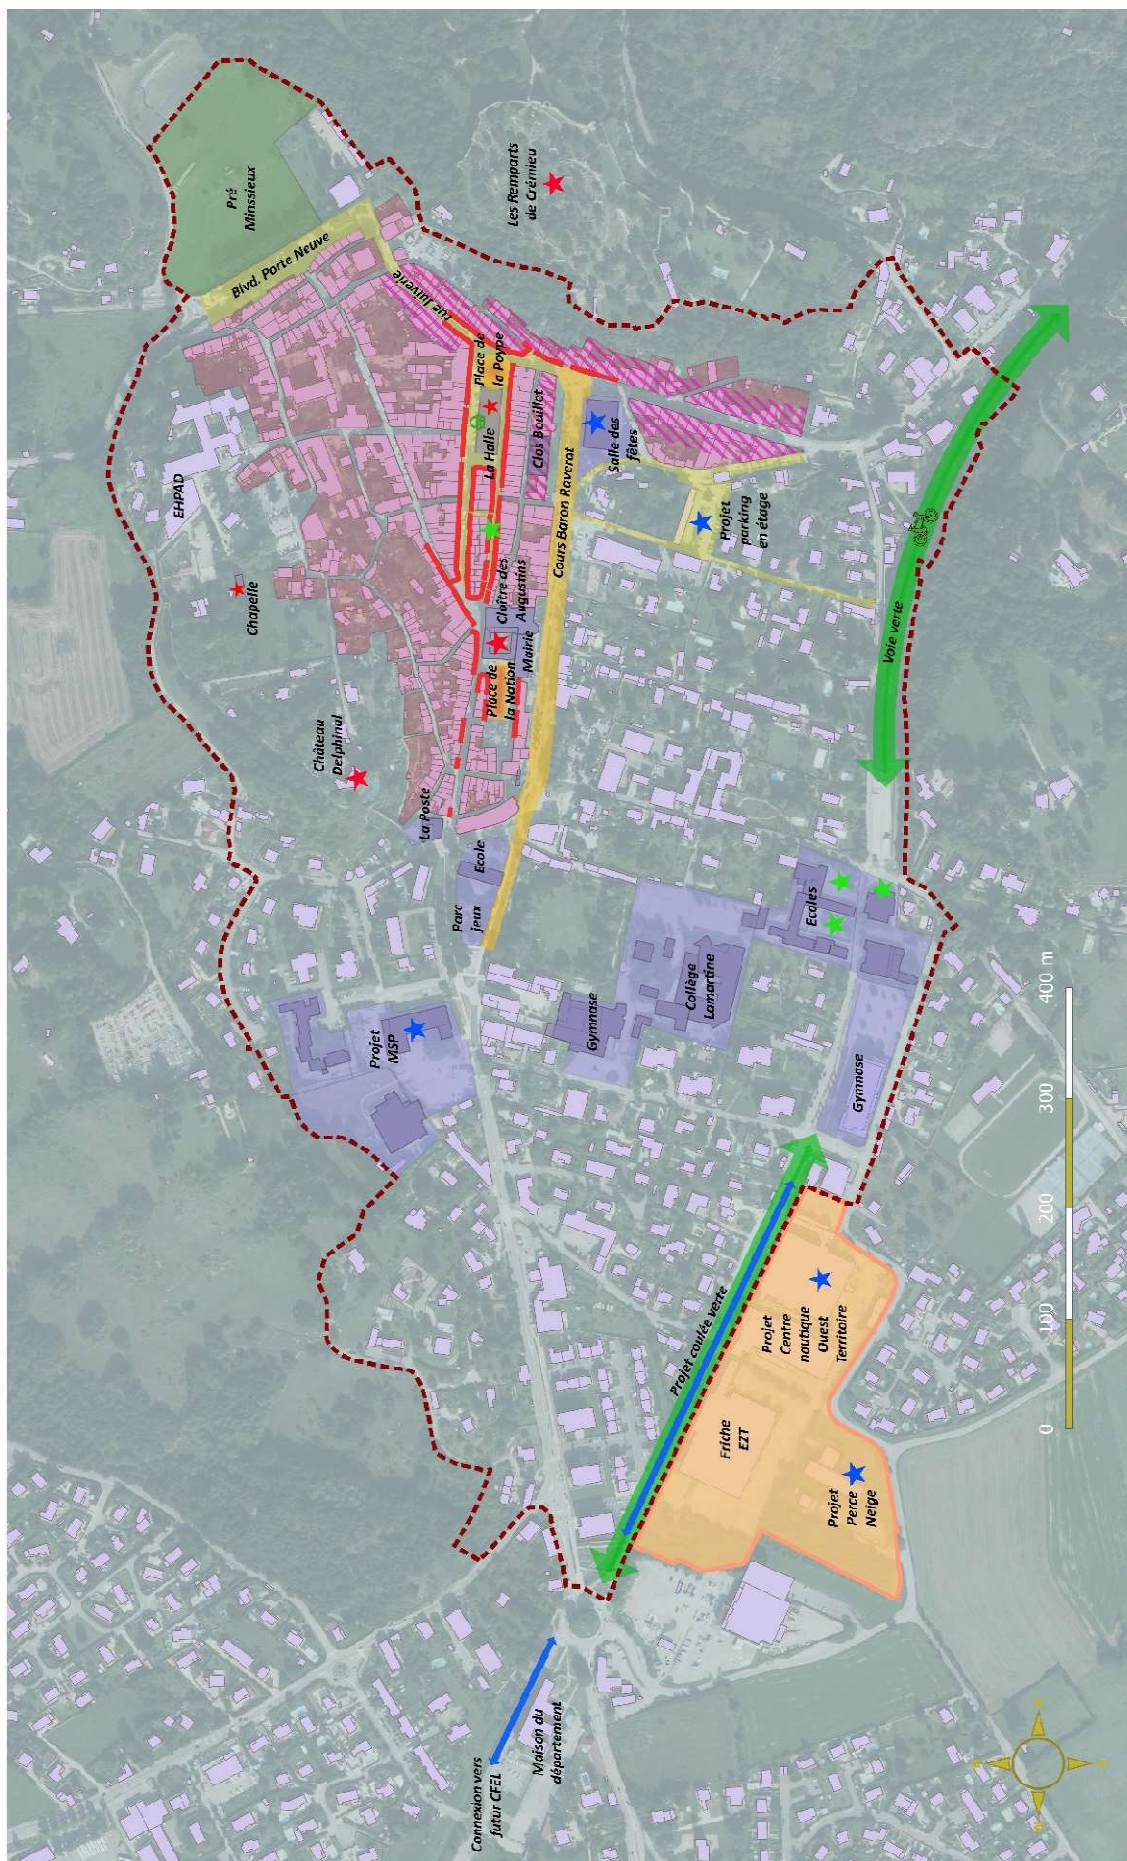 Pré
Minssieux
Blvd. Porte Neuve
rue Juiverie
Les Remparts
de Crémieu
EHPAD
Chapelle
Château
Delphinal
La Poste
Place de
la Poype
La Halle
Clos Bouillet
Cloître des
Augustins
Mairie
Place de
la Nation
Cours Baron Raverat
Salle des
fêtes
Projet
parking
en étage
Voie verte
Ecole
Parc
jeux
Projet
MSP
Gymnase
Collège
Lamartine
Ecoles
Gymnase
Projet coulée verte
Projet
Centre
nautique
Ouest
Territoire
Friche
EZT
Projet
Perce
Neige
Connexion vers
futur CFEL
Maison du
département
0 100 200 300 400 m